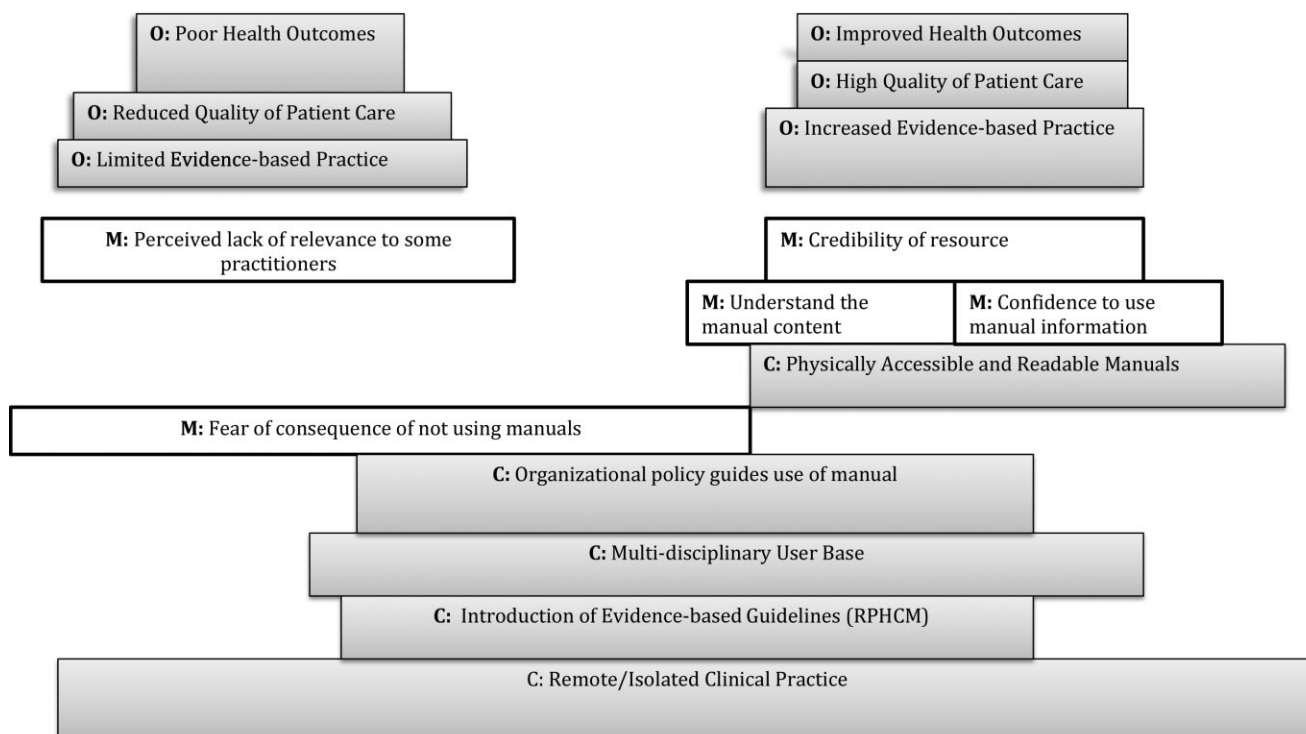 O: Poor Health Outcomes
O: Reduced Quality of Patient Care
O: Limited Evidence-based Practice
O: Improved Health Outcomes
O: High Quality of Patient Care
O: Increased Evidence-based Practice
M: Perceived lack of relevance to some
practitioners
M: Credibility of resource
M: Understand the
manual content
M: Confidence to use
manual information
C: Physically Accessible and Readable Manuals
M: Fear of consequence of not using manuals
C: Organizational policy guides use of manual
C: Multi-disciplinary User Base
C: Introduction of Evidence-based Guidelines (RPHCM)
C: Remote/Isolated Clinical Practice